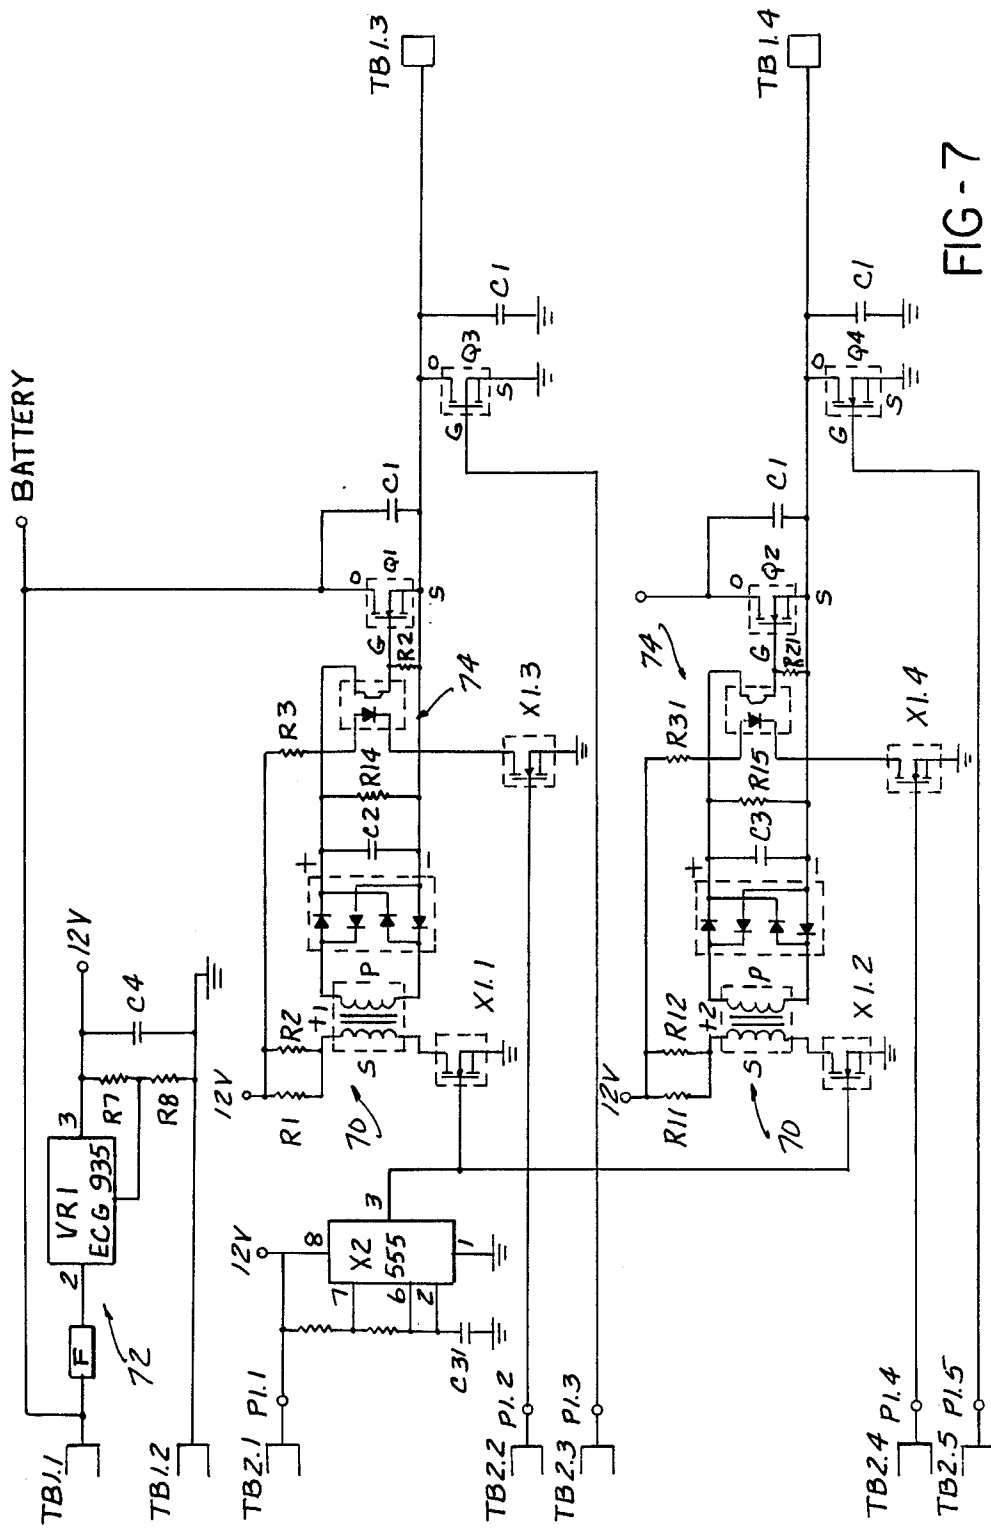 BATTERY
TB1.1
F
72
2
VR1
ECG 935
3
12V
R7
R8
C4
TB1.2
TB2.1
P1.1
12V
8
7
6
2
X2
555
1
3
C31
12V
R1
R2
+1
S
P
70
X1.1
+
-
C2
R14
R3
74
G
R2
D
Q1
S
C1
X1.3
D
Q3
G
S
C1
TB1.3
TB2.2
P1.2
TB2.3
P1.3
12V
R11
R12
+2
S
P
70
X1.2
+
-
C3
R15
R31
74
G
R21
D
Q2
S
C1
X1.4
D
Q4
G
S
C1
TB1.4
TB2.4
P1.4
TB2.5
P1.5
FIG-7